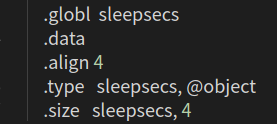 .globl sleepsecs
.data
.align 4
.type sleepsecs, @object
.size sleepsecs, 4